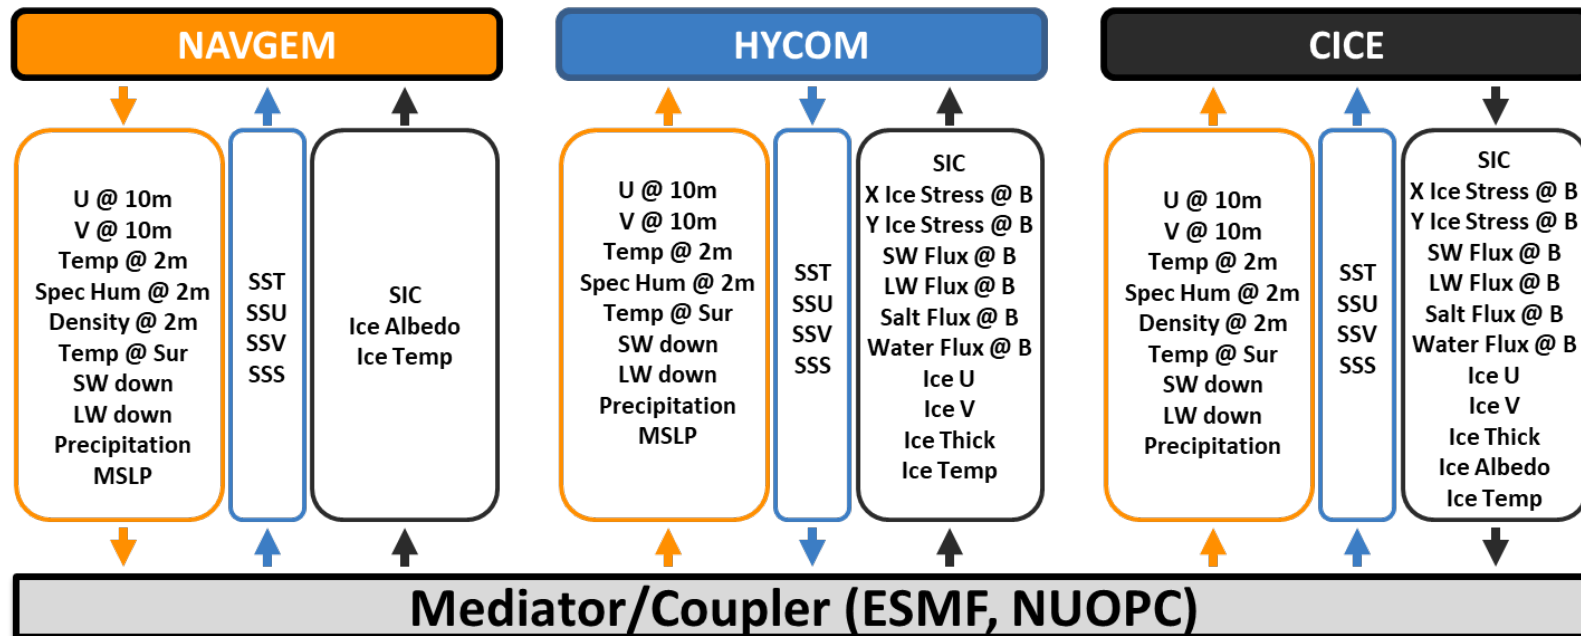 NAVGEM
U @ 10m
V @ 10m
Temp @ 2m
Spec Hum @ 2m
Density @ 2m
Temp @ Sur
SW down
LW down
Precipitation
MSLP
SST
SSU
SSV
SSS
SIC
Ice Albedo
Ice Temp
HYCOM
U @ 10m
V @ 10m
Temp @ 2m
Spec Hum @ 2m
Temp @ Sur
SW down
LW down
Precipitation
MSLP
SST
SSU
SSV
SSS
SIC
X Ice Stress @ B
Y Ice Stress @ B
SW Flux @ B
LW Flux @ B
Salt Flux @ B
Water Flux @ B
Ice U
Ice V
Ice Thick
Ice Temp
CICE
U @ 10m
V @ 10m
Temp @ 2m
Spec Hum @ 2m
Density @ 2m
Temp @ Sur
SW down
LW down
Precipitation
SST
SSU
SSV
SSS
SIC
X Ice Stress @ B
Y Ice Stress @ B
SW Flux @ B
LW Flux @ B
Salt Flux @ B
Water Flux @ B
Ice U
Ice V
Ice Thick
Ice Albedo
Ice Temp
Mediator/Coupler (ESMF, NUOPC)